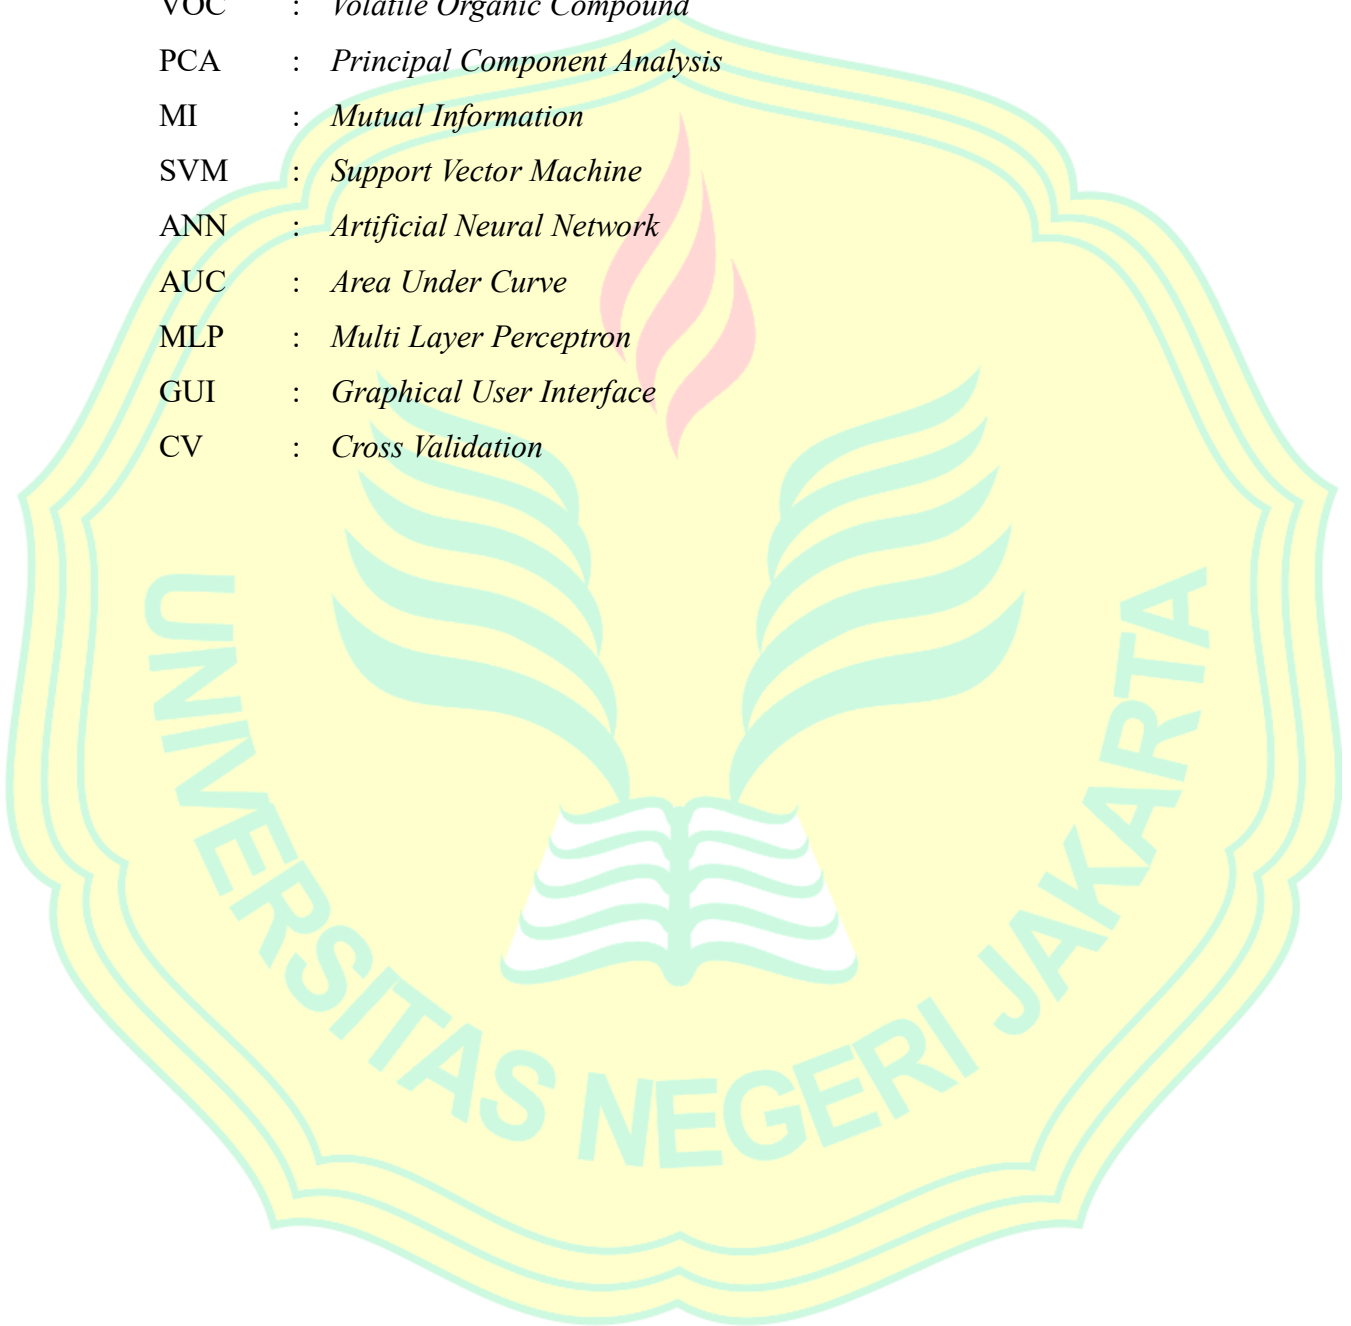 VOC : Volatile Organic Compound
PCA : Principal Component Analysis
MI : Mutual Information
SVM : Support Vector Machine
ANN : Artificial Neural Network
AUC : Area Under Curve
MLP : Multi Layer Perceptron
GUI : Graphical User Interface
CV : Cross Validation
UNIVERSITAS NEGERI JAKARTA